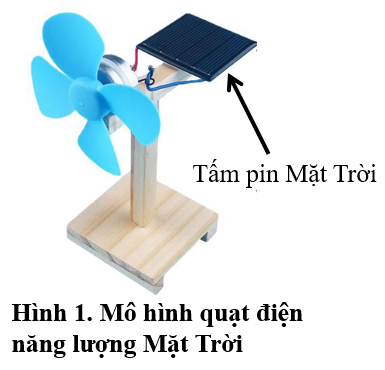 Tấm pin Mặt Trời
Hình 1. Mô hình quạt điện
năng lượng Mặt Trời